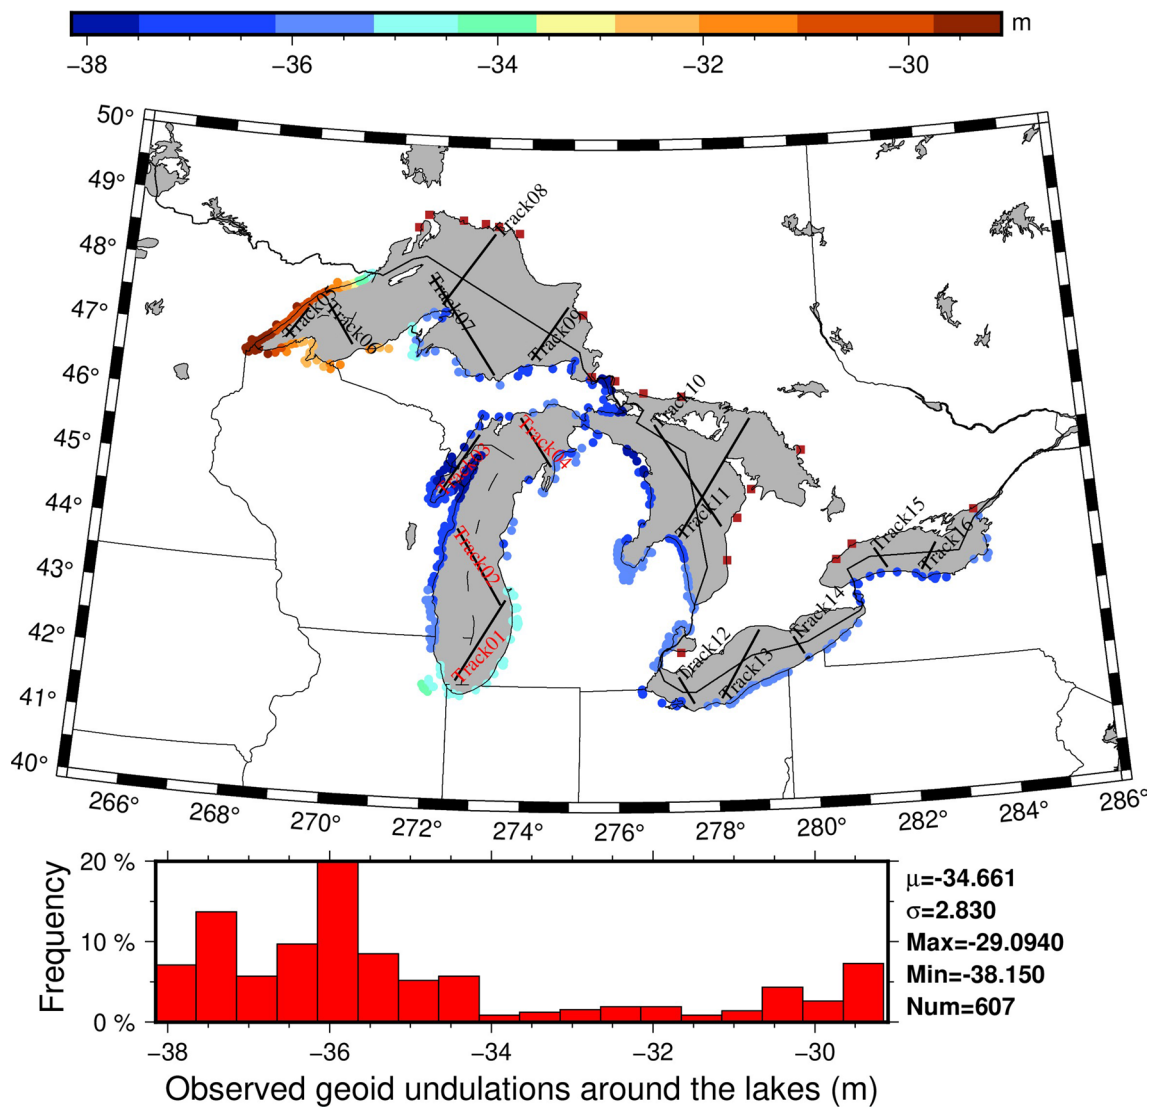 m
−38 −36 −34 −32 −30
50°
49°
48°
47°
46°
45°
44°
43°
42°
41°
40°
Track08
Track05
Track06
Track07
Track09
Track10
Track04
Track03
Track11
Track15
Track16
Track02
Track14
Track01
Track12
Track13
266° 268° 270° 272° 274° 276° 278° 280° 282° 284° 286°
Frequency
20 %
10 %
0 %
−38 −36 −34 −32 −30
Observed geoid undulations around the lakes (m)
μ=-34.661
σ=2.830
Max=-29.0940
Min=-38.150
Num=607